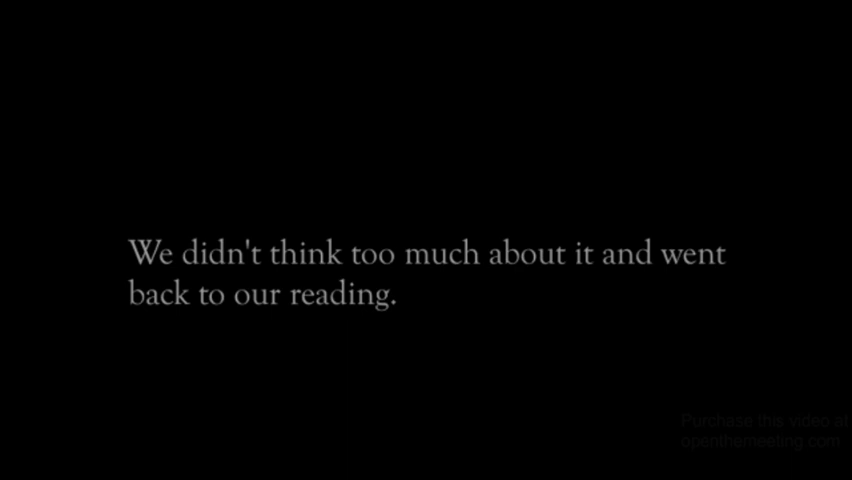 We didn't think too much about it and went
back to our reading.
Purchase this video at
openthemeeting.com